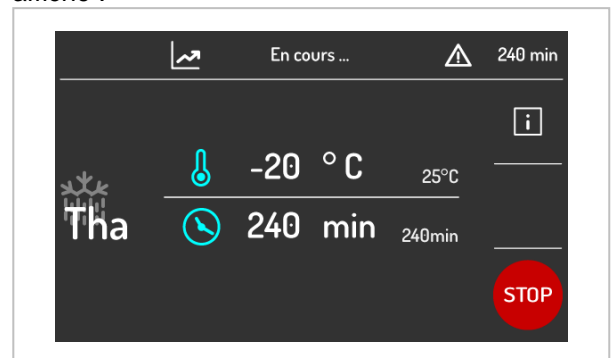 En cours ...
240 min
i
-20 °C
25°C
Tha
240 min
240min
STOP